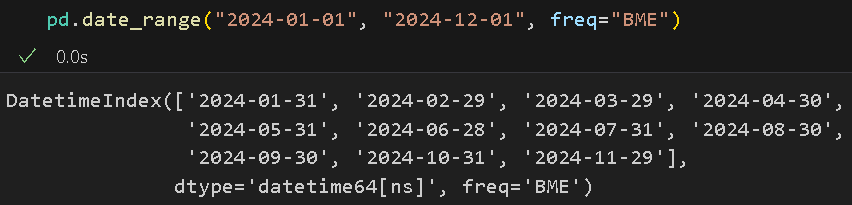 pd.date_range("2024-01-01", "2024-12-01", freq="BME")
0.0s
DatetimeIndex(['2024-01-31', '2024-02-29', '2024-03-29', '2024-04-30',
'2024-05-31', '2024-06-28', '2024-07-31', '2024-08-30',
'2024-09-30', '2024-10-31', '2024-11-29'],
dtype='datetime64[ns]', freq='BME')